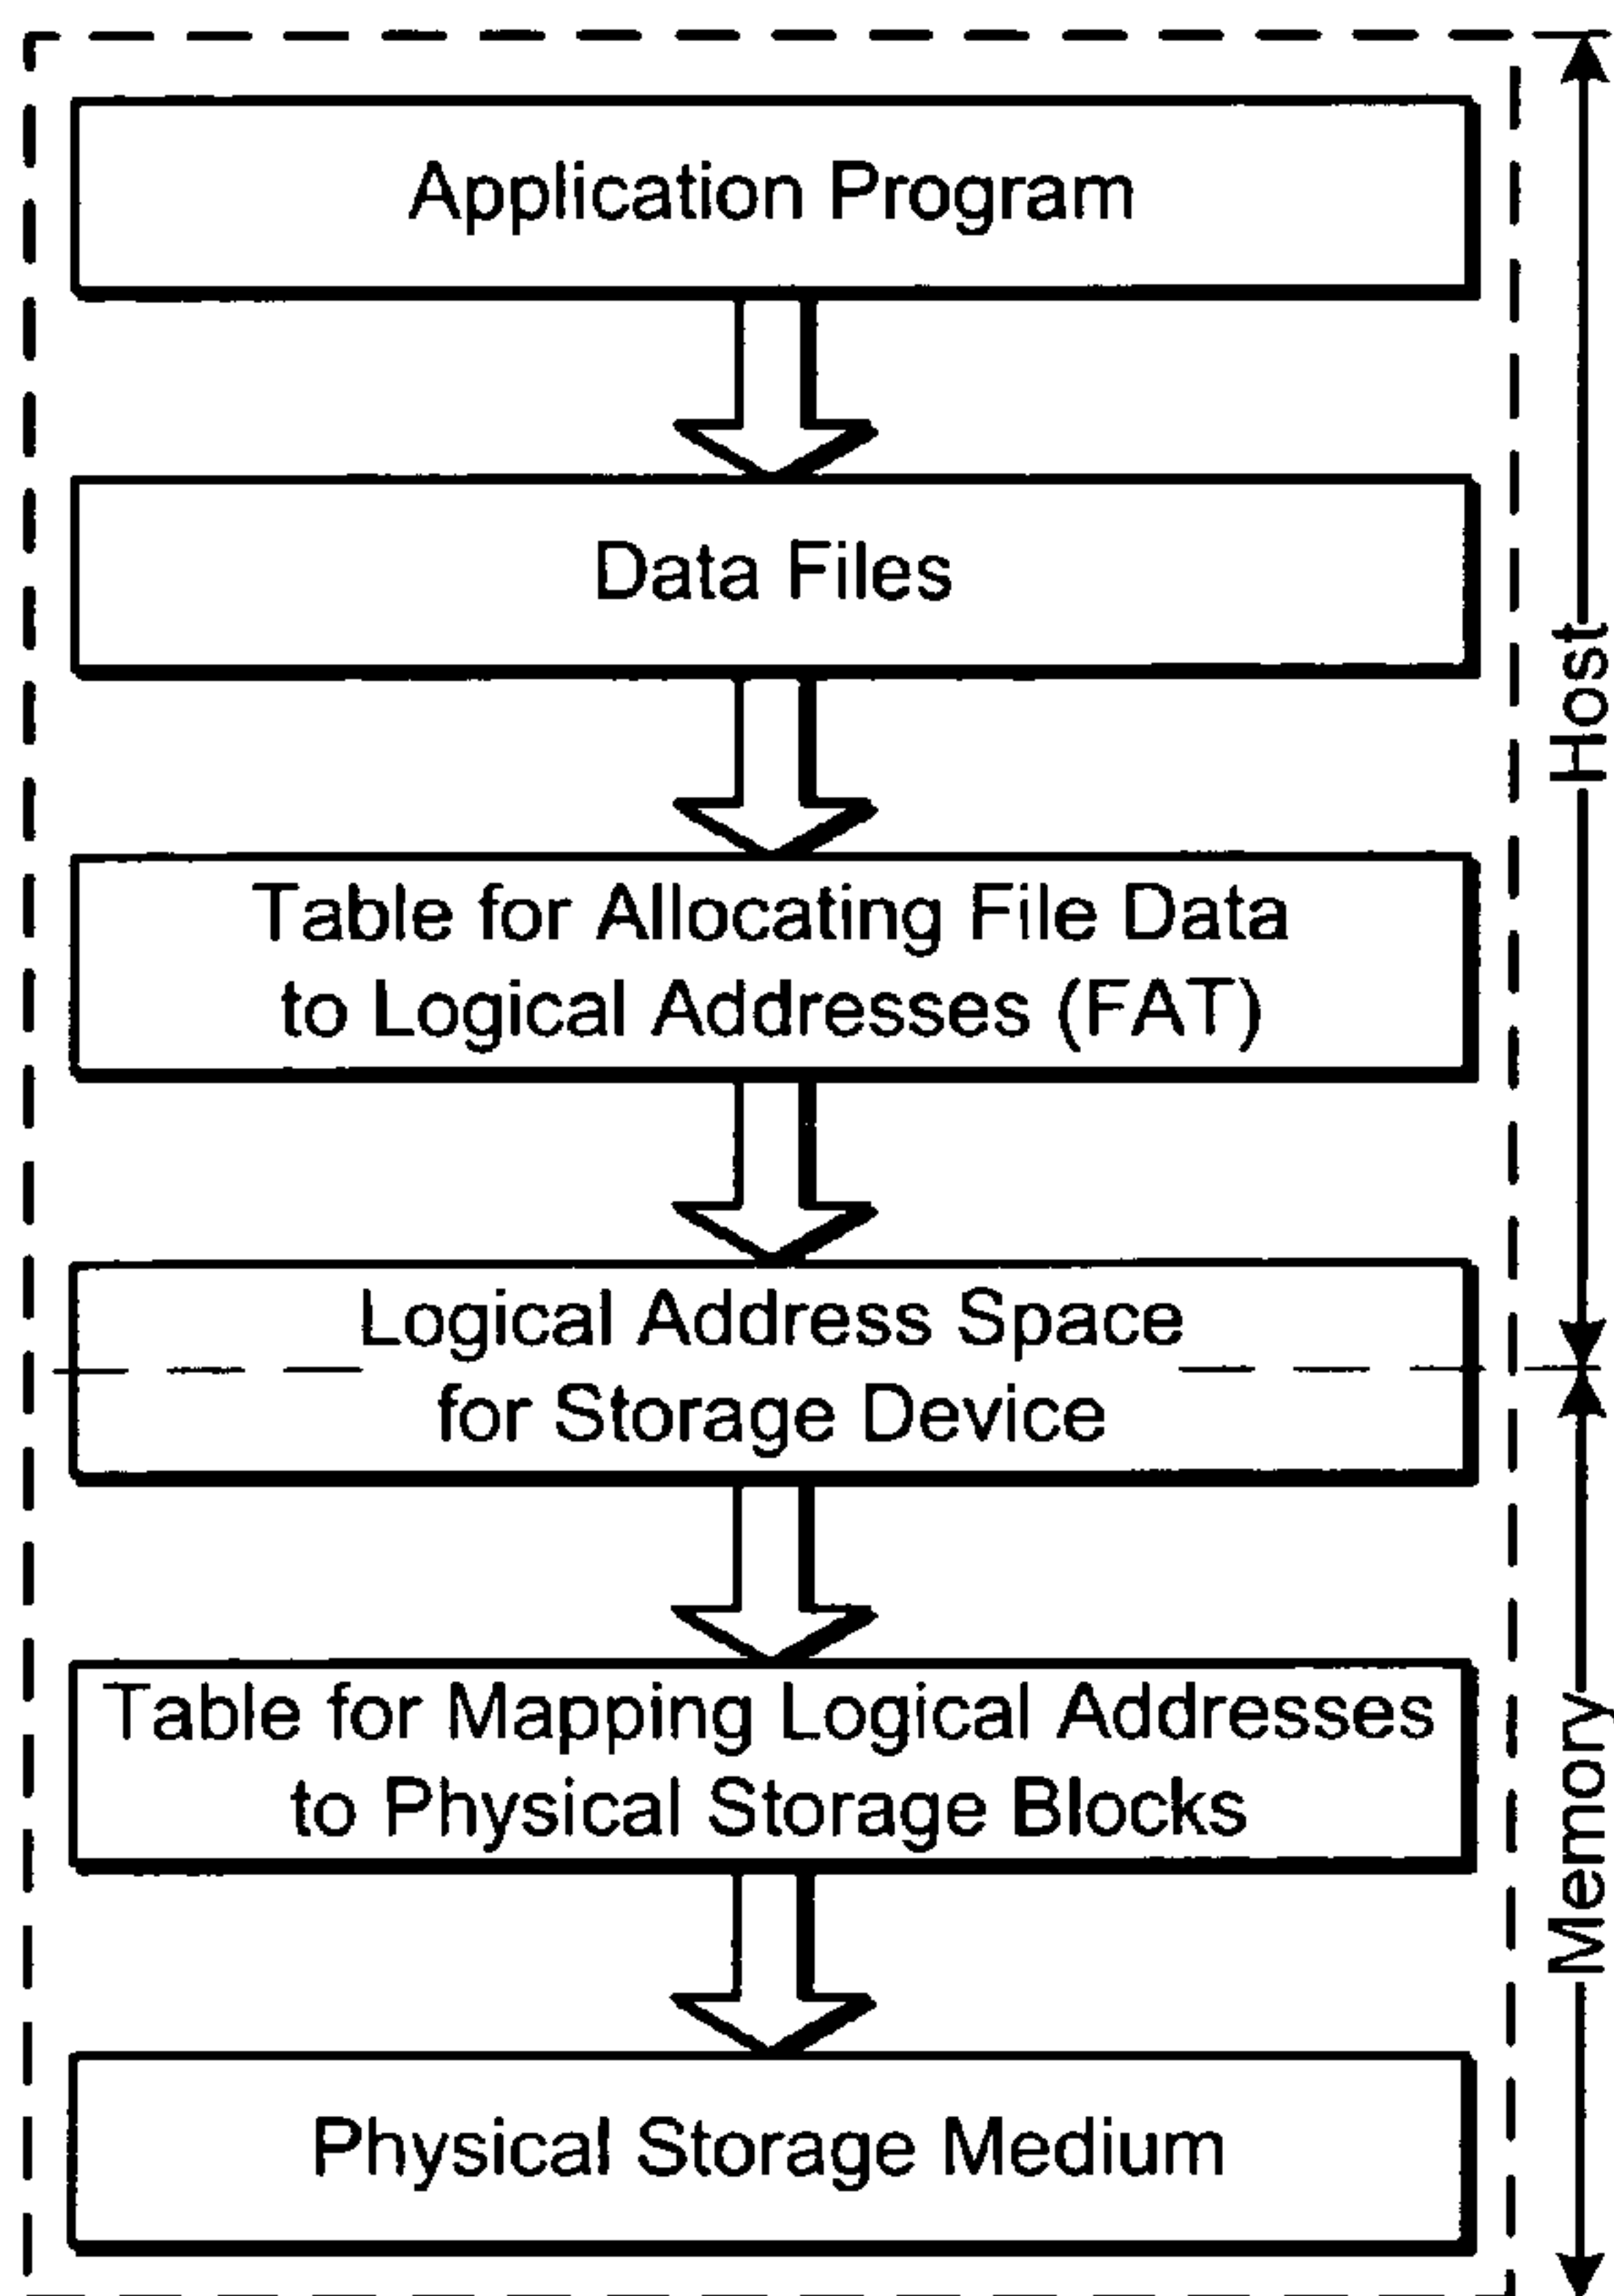 Application Program
Data Files
Table for Allocating File Data
to Logical Addresses (FAT)
Logical Address Space
for Storage Device
Table for Mapping Logical Addresses
to Physical Storage Blocks
Physical Storage Medium
Host
Memory